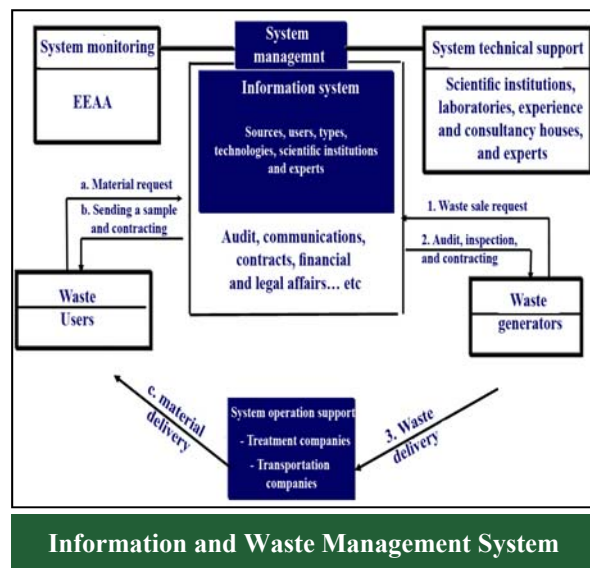 System monitoring
EEAA
System
managemnt
System technical support
Scientific institutions,
laboratories, experience
and consultancy houses,
and experts
Information system
Sources, users, types,
technologies, scientific institutions
and experts
Audit, communications,
contracts, financial
and legal affairs... etc
a. Material request
b. Sending a sample
and contracting
1. Waste sale request
2. Audit, inspection,
and contracting
Waste
Users
Waste
generators
c. material
delivery
System operation support
- Treatment companies
- Transportation
companies
3. Waste
delivery
Information and Waste Management System